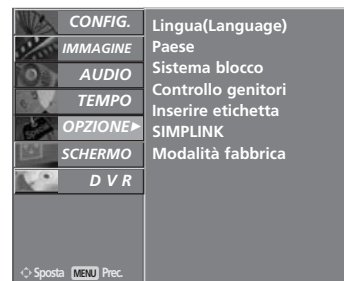 CONFIG.
IMMAGINE
AUDIO
TEMPO
OPZIONE
SCHERMO
D V R
Lingua(Language)
Paese
Sistema blocco
Controllo genitori
Inserire etichetta
SIMPLINK
Modalità fabbrica
Sposta MENU Prec.